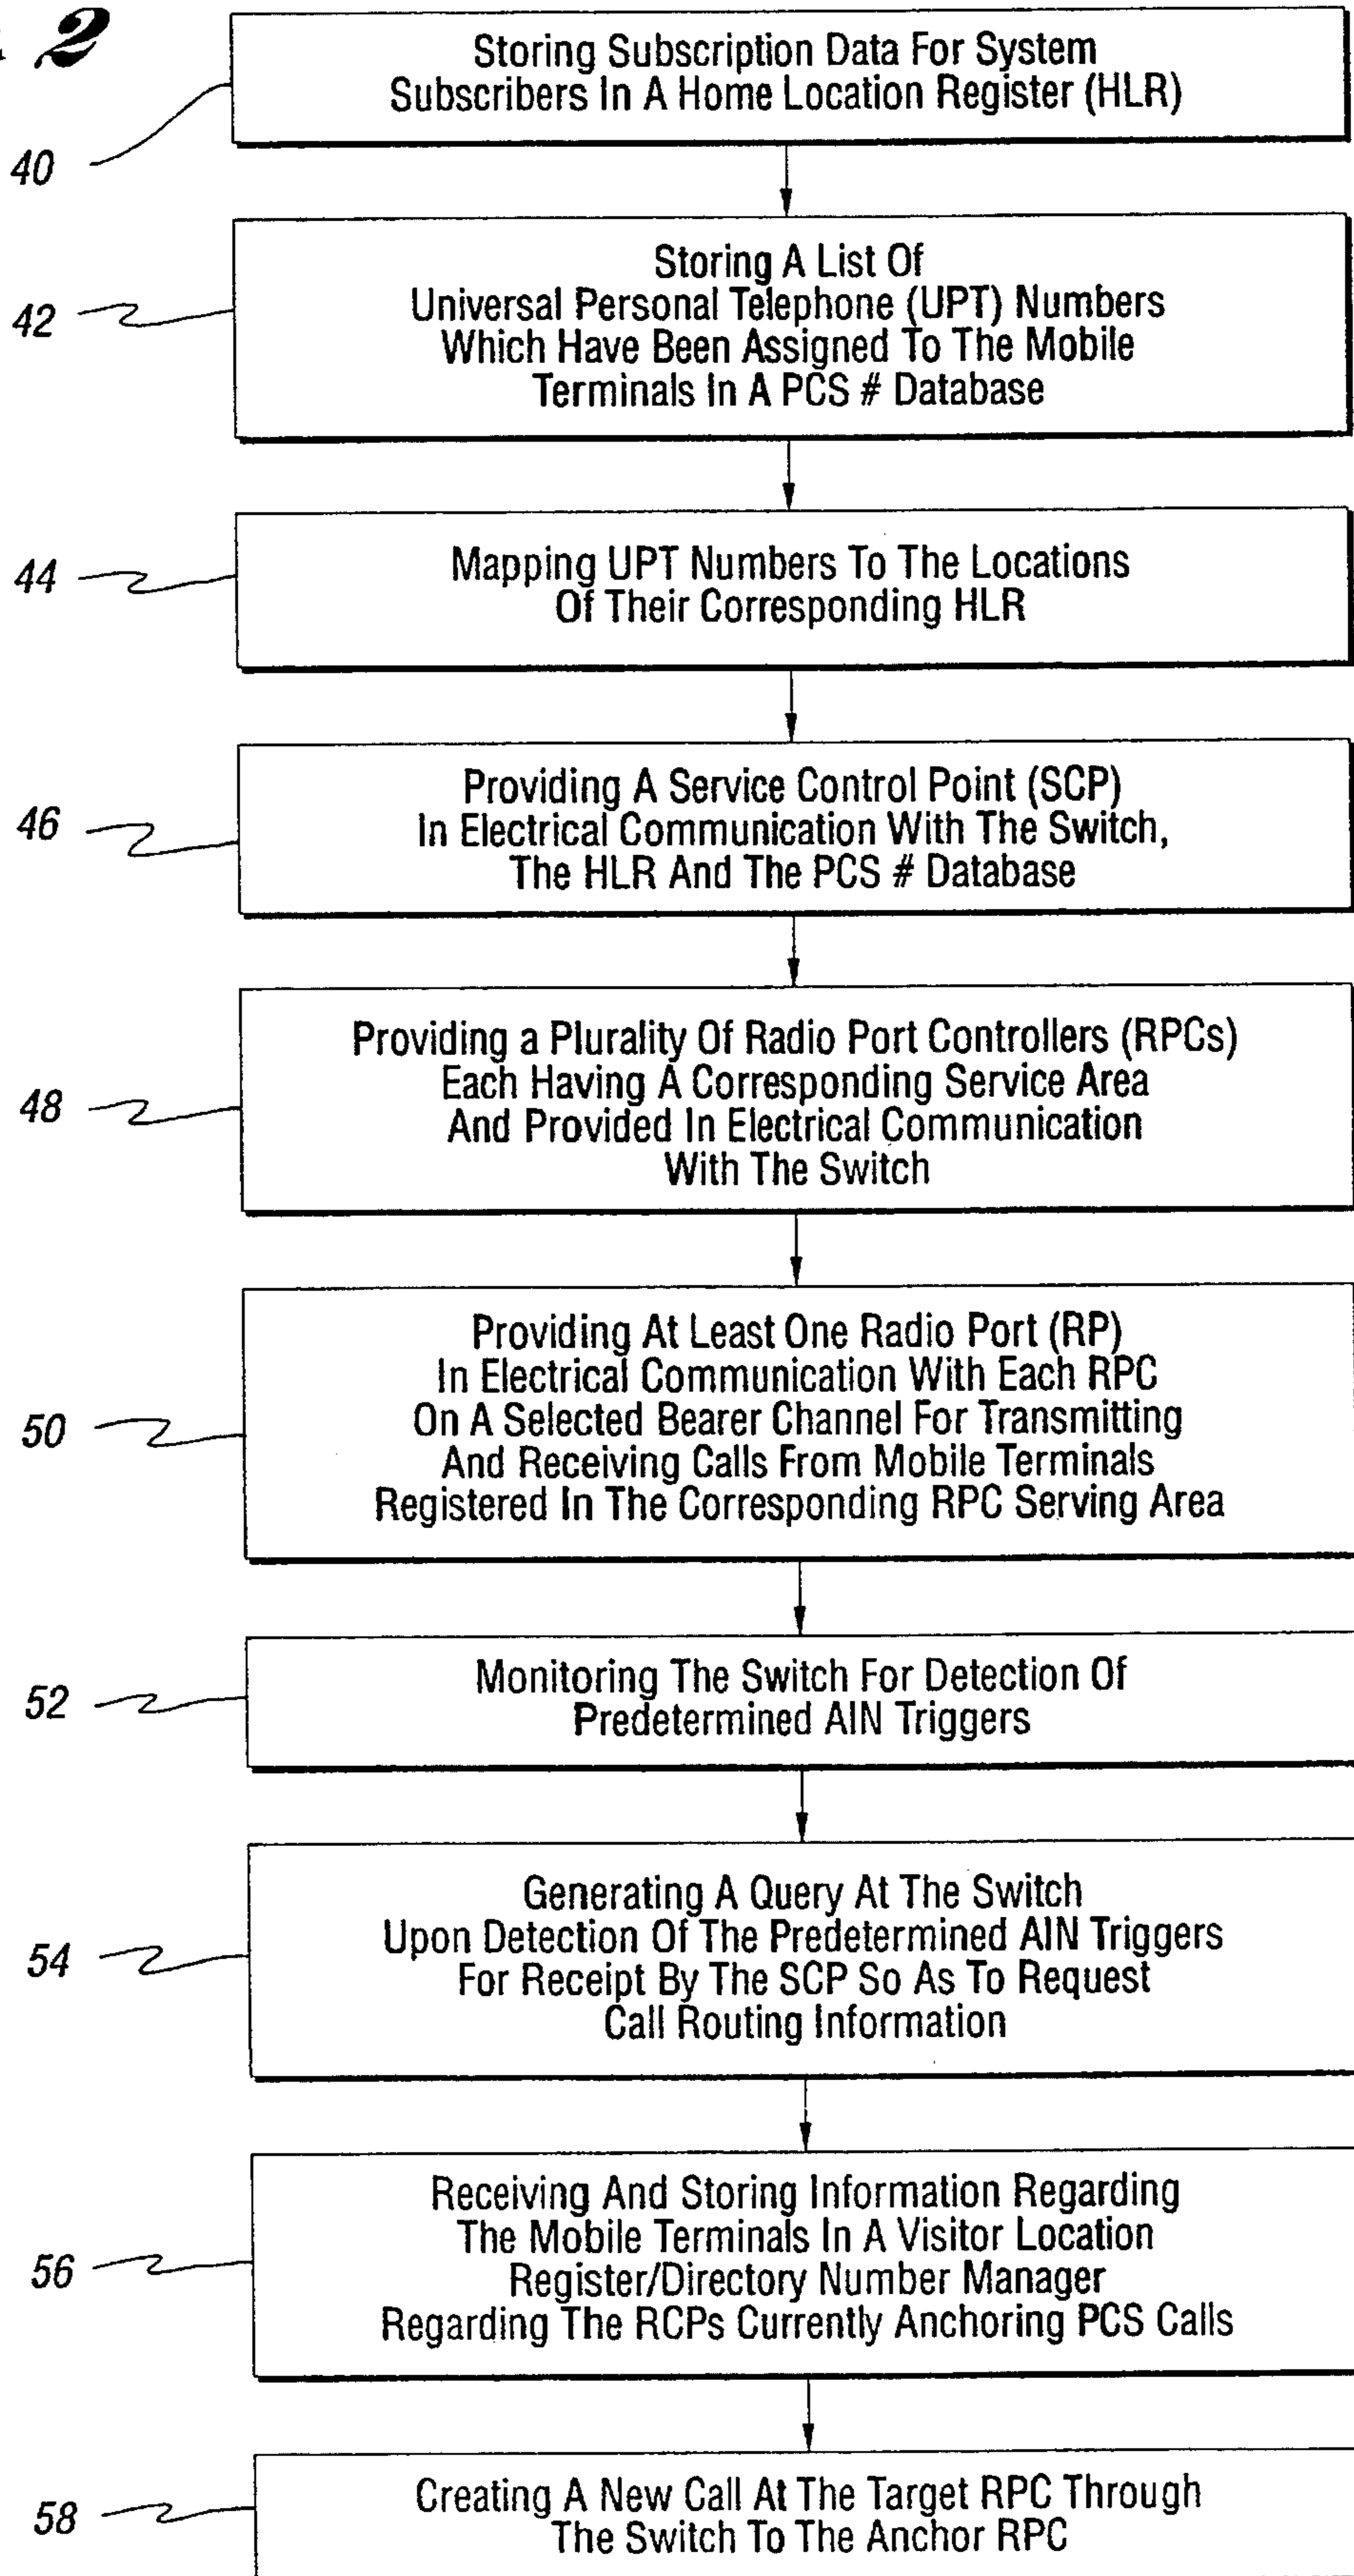 2
Storing Subscription Data For System
Subscribers In A Home Location Register (HLR)
40
Storing A List Of
Universal Personal Telephone (UPT) Numbers
Which Have Been Assigned To The Mobile
Terminals In A PCS # Database
42
Mapping UPT Numbers To The Locations
Of Their Corresponding HLR
44
Providing A Service Control Point (SCP)
In Electrical Communication With The Switch,
The HLR And The PCS # Database
46
Providing a Plurality Of Radio Port Controllers (RPCs)
Each Having A Corresponding Service Area
And Provided In Electrical Communication
With The Switch
48
Providing At Least One Radio Port (RP)
In Electrical Communication With Each RPC
On A Selected Bearer Channel For Transmitting
And Receiving Calls From Mobile Terminals
Registered In The Corresponding RPC Serving Area
50
Monitoring The Switch For Detection Of
Predetermined AIN Triggers
52
Generating A Query At The Switch
Upon Detection Of The Predetermined AIN Triggers
For Receipt By The SCP So As To Request
Call Routing Information
54
Receiving And Storing Information Regarding
The Mobile Terminals In A Visitor Location
Register/Directory Number Manager
Regarding The RCPs Currently Anchoring PCS Calls
56
Creating A New Call At The Target RPC Through
The Switch To The Anchor RPC
58